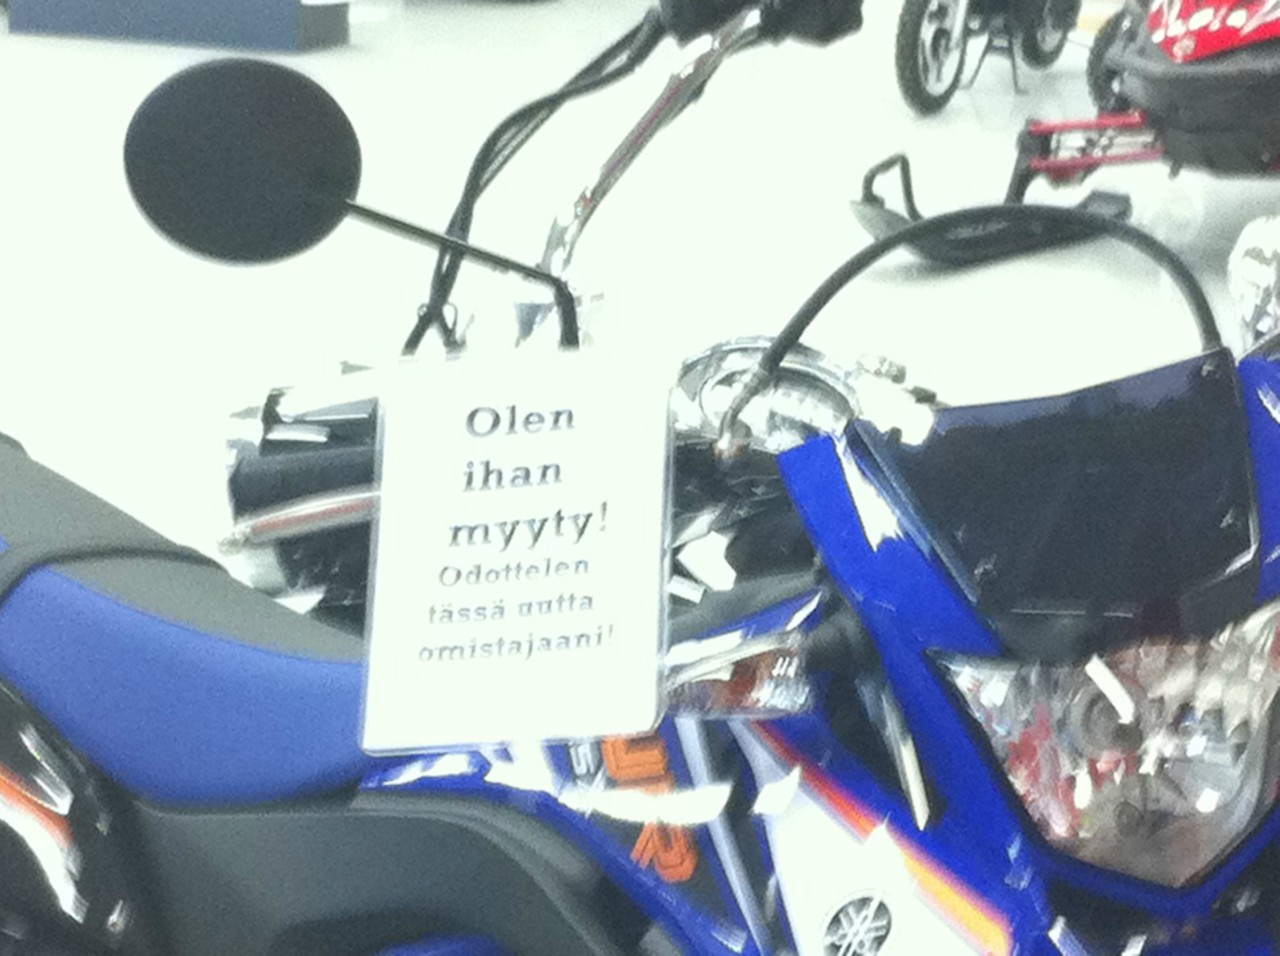 Olen
ihan
myyty!
Odottelen
tässä uutta
omistajaani!